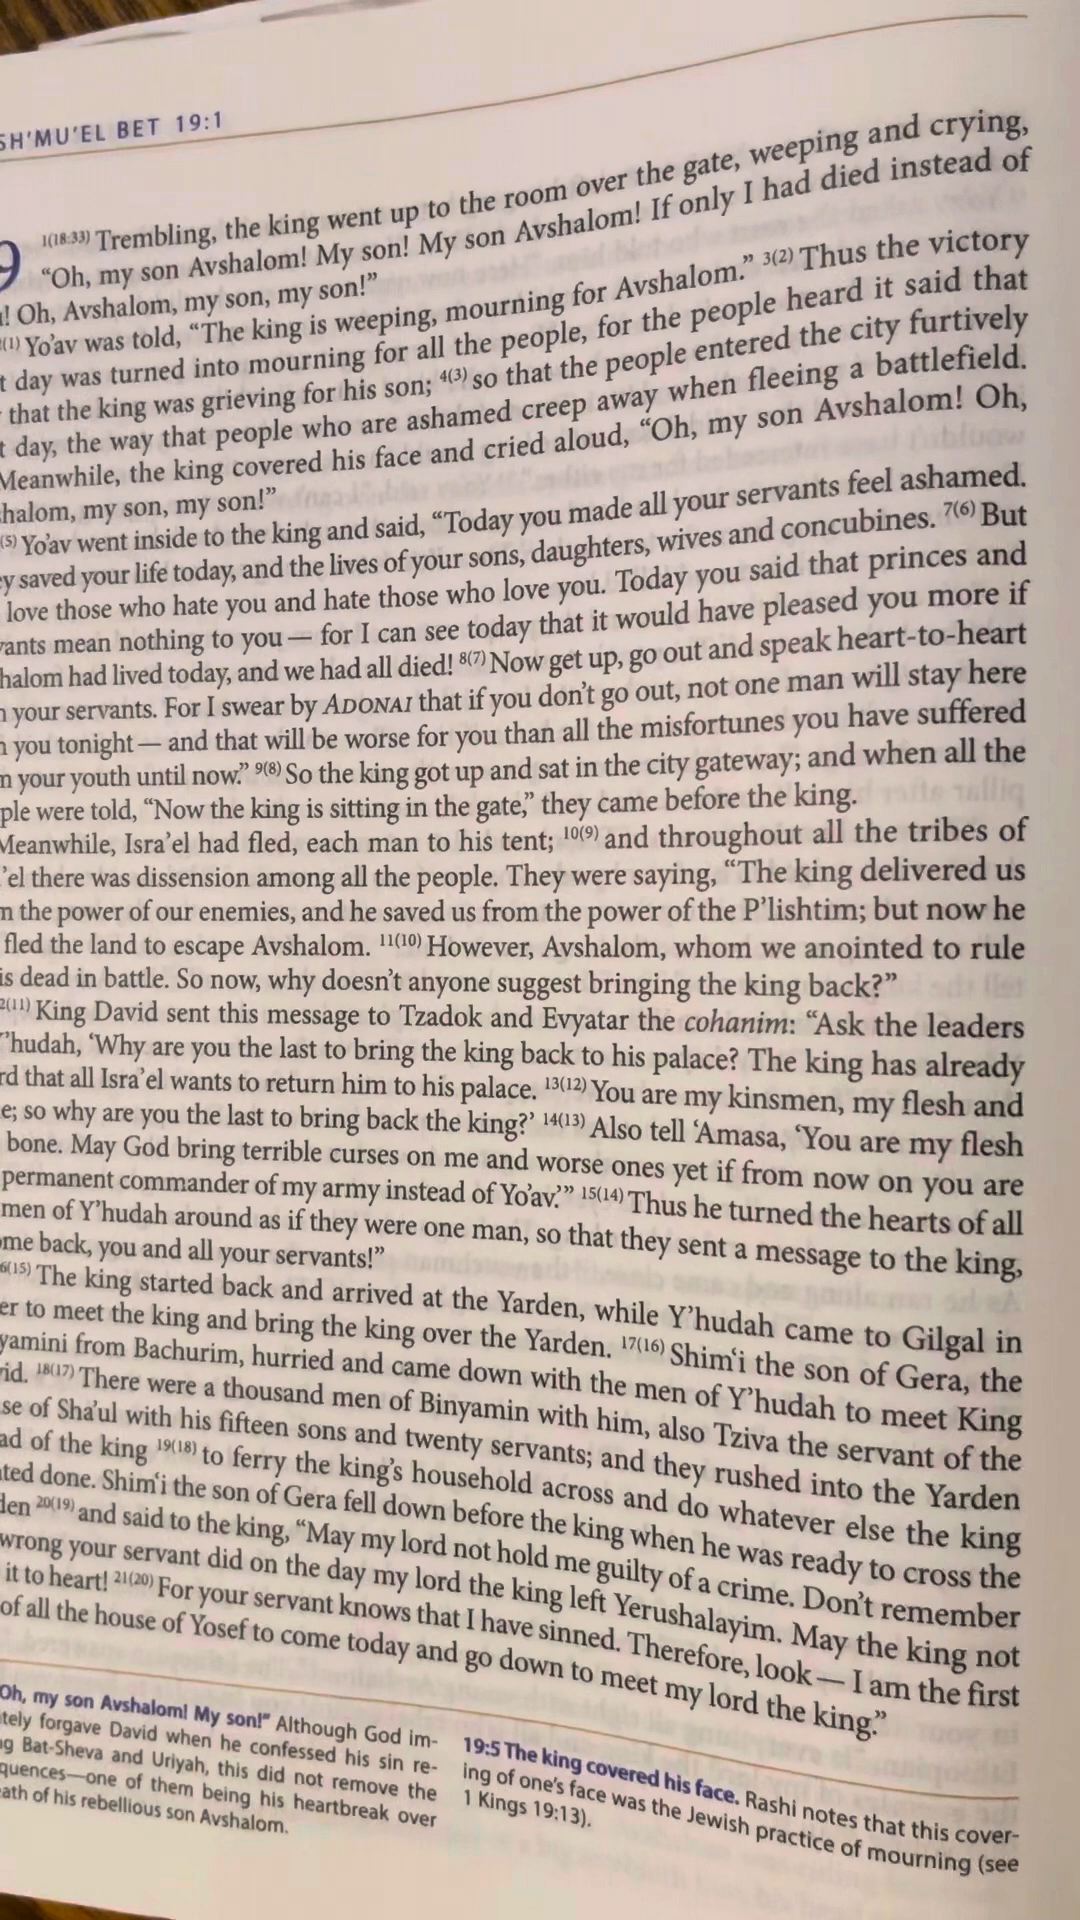 SH'MU'EL BET 19:1
1(18:33) Trembling, the king went up to the room over the gate, weeping and crying,
“Oh, my son Avshalom! My son! My son Avshalom! If only I had died instead of
! Oh, Avshalom, my son, my son!”
(1) Yo’av was told, “The king is weeping, mourning for Avshalom.” 3(2) Thus the victory
t day was turned into mourning for all the people, for the people heard it said that
that the king was grieving for his son; 4(3) so that the people entered the city furtively
t day, the way that people who are ashamed creep away when fleeing a battlefield.
Meanwhile, the king covered his face and cried aloud, “Oh, my son Avshalom! Oh,
halom, my son, my son!”
(5) Yo’av went inside to the king and said, “Today you made all your servants feel ashamed.
ey saved your life today, and the lives of your sons, daughters, wives and concubines. 7(6) But
love those who hate you and hate those who love you. Today you said that princes and
vants mean nothing to you — for I can see today that it would have pleased you more if
halom had lived today, and we had all died! 8(7) Now get up, go out and speak heart-to-heart
h your servants. For I swear by ADONAI that if you don’t go out, not one man will stay here
h you tonight — and that will be worse for you than all the misfortunes you have suffered
m your youth until now.” 9(8) So the king got up and sat in the city gateway; and when all the
ple were told, “Now the king is sitting in the gate,” they came before the king.
Meanwhile, Isra’el had fled, each man to his tent; 10(9) and throughout all the tribes of
’el there was dissension among all the people. They were saying, “The king delivered us
m the power of our enemies, and he saved us from the power of the P’lishtim; but now he
fled the land to escape Avshalom. 11(10) However, Avshalom, whom we anointed to rule
is dead in battle. So now, why doesn’t anyone suggest bringing the king back?”
2(11) King David sent this message to Tzadok and Evyatar the cohanim: “Ask the leaders
Y’hudah, ‘Why are you the last to bring the king back to his palace? The king has already
rd that all Isra’el wants to return him to his palace. 13(12) You are my kinsmen, my flesh and
e; so why are you the last to bring back the king?’ 14(13) Also tell ‘Amasa, ‘You are my flesh
bone. May God bring terrible curses on me and worse ones yet if from now on you are
permanent commander of my army instead of Yo’av.’” 15(14) Thus he turned the hearts of all
men of Y’hudah around as if they were one man, so that they sent a message to the king,
ome back, you and all your servants!”
6(15) The king started back and arrived at the Yarden, while Y’hudah came to Gilgal in
er to meet the king and bring the king over the Yarden. 17(16) Shim‘i the son of Gera, the
yamini from Bachurim, hurried and came down with the men of Y’hudah to meet King
vid. 18(17) There were a thousand men of Binyamin with him, also Tziva the servant of the
se of Sha’ul with his fifteen sons and twenty servants; and they rushed into the Yarden
ad of the king 19(18) to ferry the king’s household across and do whatever else the king
ted done. Shim‘i the son of Gera fell down before the king when he was ready to cross the
den 20(19) and said to the king, “May my lord not hold me guilty of a crime. Don’t remember
wrong your servant did on the day my lord the king left Yerushalayim. May the king not
it to heart! 21(20) For your servant knows that I have sinned. Therefore, look — I am the first
of all the house of Yosef to come today and go down to meet my lord the king.”
Oh, my son Avshalom! My son!” Although God im-
tely forgave David when he confessed his sin re-
ng Bat-Sheva and Uriyah, this did not remove the
quences—one of them being his heartbreak over
ath of his rebellious son Avshalom.
19:5 The king covered his face. Rashi notes that this cover-
ing of one’s face was the Jewish practice of mourning (see
1 Kings 19:13).